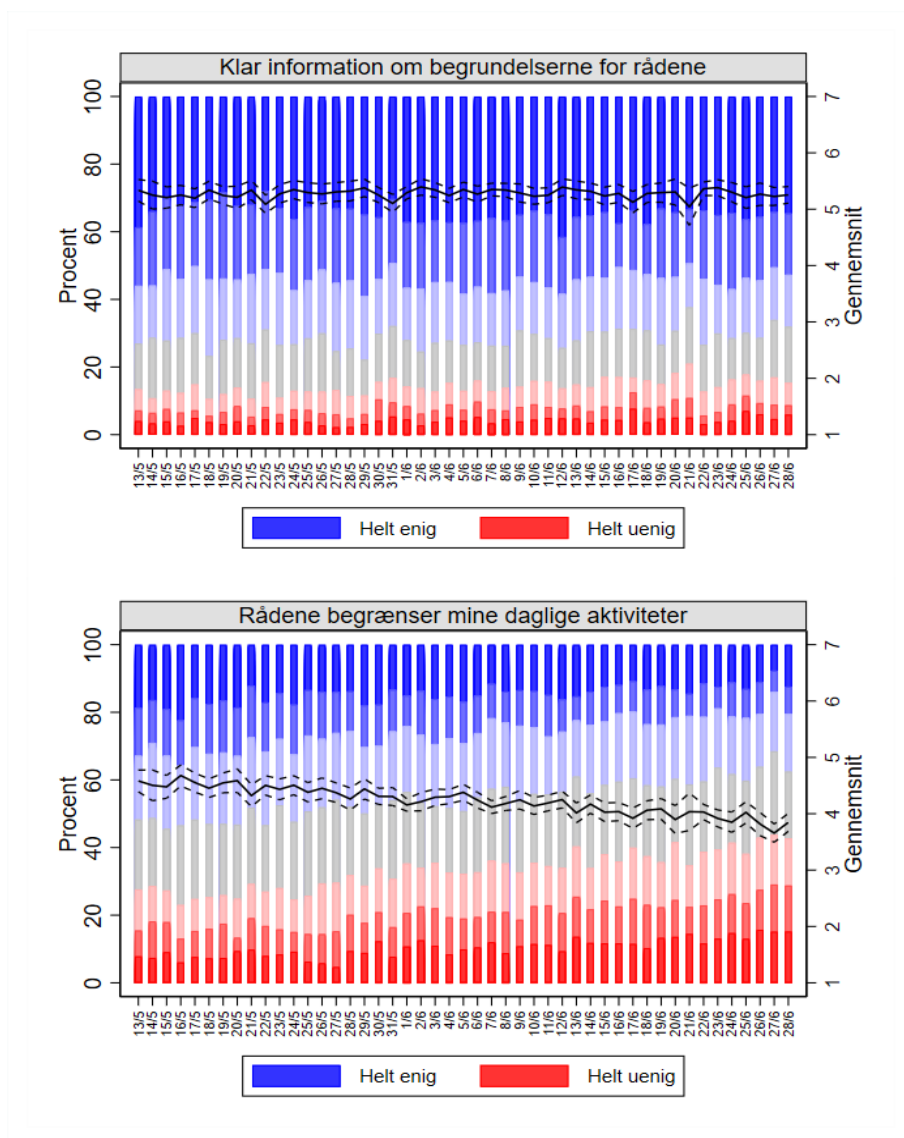 Klar information om begrundelserne for rådene
Procent
0 20 40 60 80 100
Gennemsnit
1 2 3 4 5 6 7
13/5 14/5 15/5 16/5 17/5 18/5 19/5 20/5 21/5 22/5 23/5 24/5 25/5 26/5 27/5 28/5 29/5 30/5 31/5 1/6 2/6 3/6 4/6 5/6 6/6 7/6 8/6 9/6 10/6 11/6 12/6 13/6 14/6 15/6 16/6 17/6 18/6 19/6 20/6 21/6 22/6 23/6 24/6 25/6 26/6 27/6 28/6
Helt enig Helt uenig
Rådene begrænser mine daglige aktiviteter
Procent
0 20 40 60 80 100
Gennemsnit
1 2 3 4 5 6 7
13/5 14/5 15/5 16/5 17/5 18/5 19/5 20/5 21/5 22/5 23/5 24/5 25/5 26/5 27/5 28/5 29/5 30/5 31/5 1/6 2/6 3/6 4/6 5/6 6/6 7/6 8/6 9/6 10/6 11/6 12/6 13/6 14/6 15/6 16/6 17/6 18/6 19/6 20/6 21/6 22/6 23/6 24/6 25/6 26/6 27/6 28/6
Helt enig Helt uenig